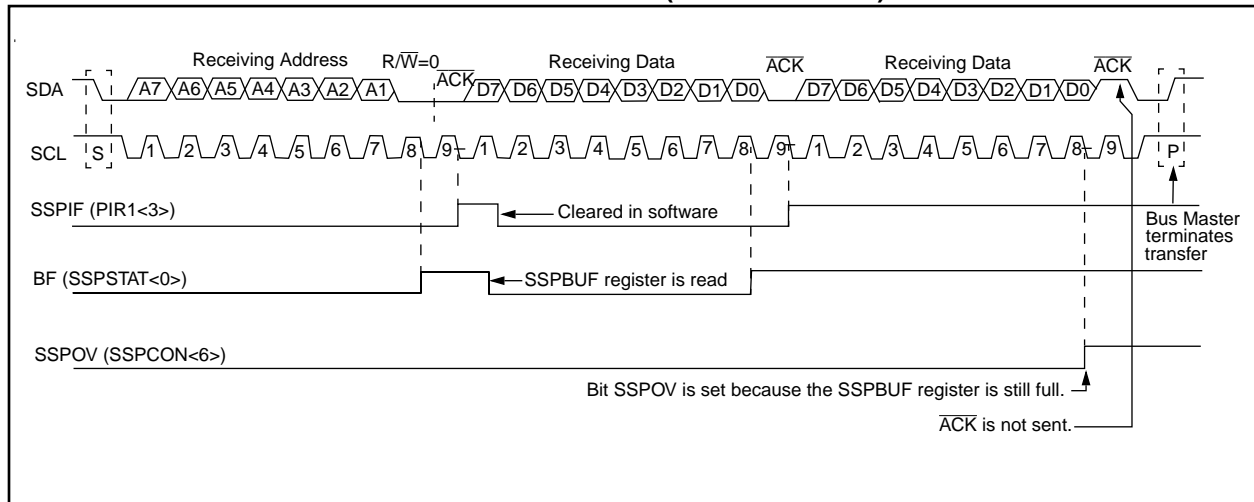 Receiving Address R/W=0 Receiving Data ACK Receiving Data ACK
ACK
SDA A7 A6 A5 A4 A3 A2 A1 D7 D6 D5 D4 D3 D2 D1 D0 D7 D6 D5 D4 D3 D2 D1 D0
SCL S 1 2 3 4 5 6 7 8 9 1 2 3 4 5 6 7 8 9 1 2 3 4 5 6 7 8 9 P
SSPIF (PIR1<3>) Cleared in software
Bus Master
terminates
transfer
BF (SSPSTAT<0>) SSPBUF register is read
SSPOV (SSPCON<6>)
Bit SSPOV is set because the SSPBUF register is still full.
ACK is not sent.